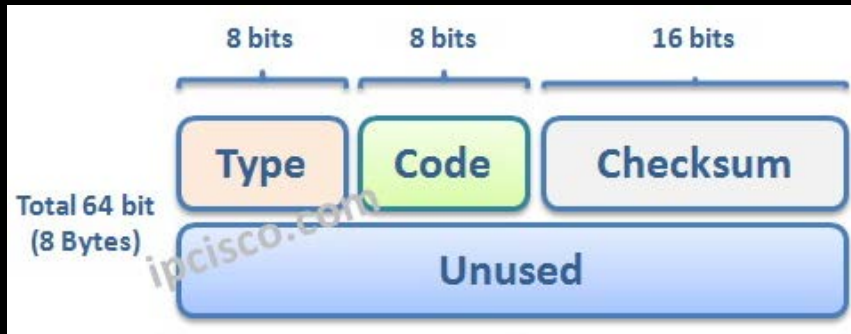 8 bits 8 bits 16 bits
Type Code Checksum
Total 64 bit
(8 Bytes)
ipcisco.com
Unused